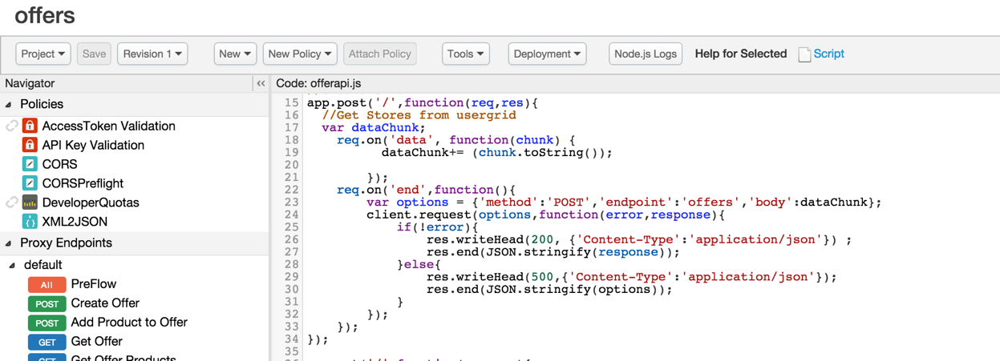 offers
Project Save Revision 1 New New Policy Attach Policy Tools Deployment Node.js Logs Help for Selected Script
Navigator
Policies
AccessToken Validation
API Key Validation
CORS
CORSPreflight
DeveloperQuotas
XML2JSON
Proxy Endpoints
default
All PreFlow
POST Create Offer
POST Add Product to Offer
GET Get Offer
GET Get Offer Products
Code: offerapi.js
15 app.post('/',function(req,res){
16 //Get Stores from usergrid
17 var dataChunk;
18 req.on('data', function(chunk) {
19 dataChunk+= (chunk.toString());
20
21 });
22 req.on('end',function(){
23 var options = {'method':'POST','endpoint':'offers','body':dataChunk};
24 client.request(options,function(error,response){
25 if(!error){
26 res.writeHead(200, {'Content-Type':'application/json'}) ;
27 res.end(JSON.stringify(response));
28 }else{
29 res.writeHead(500,{'Content-Type':'application/json'});
30 res.end(JSON.stringify(options));
31 }
32 });
33 });
34 });
35